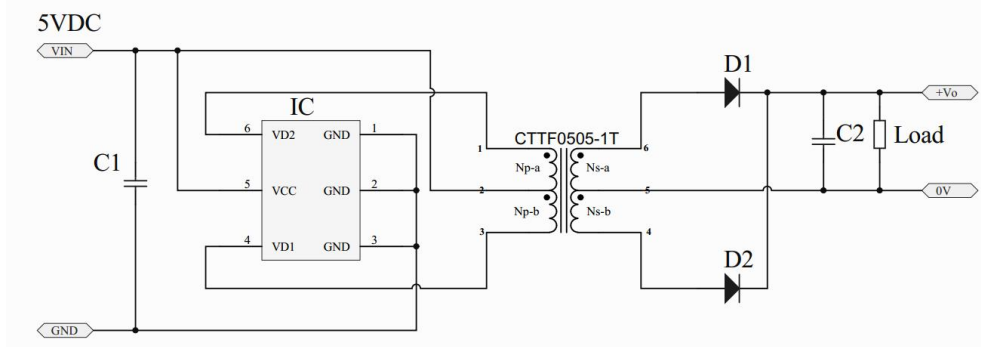 5VDC
VIN
D1
+Vo
IC
6 VD2 GND 1
CTTF0505-1T
1 6
C2 Load
C1
Np-a Ns-a
5 VCC GND 2
2 5
0V
Np-b Ns-b
4 VD1 GND 3
3 4
D2
GND